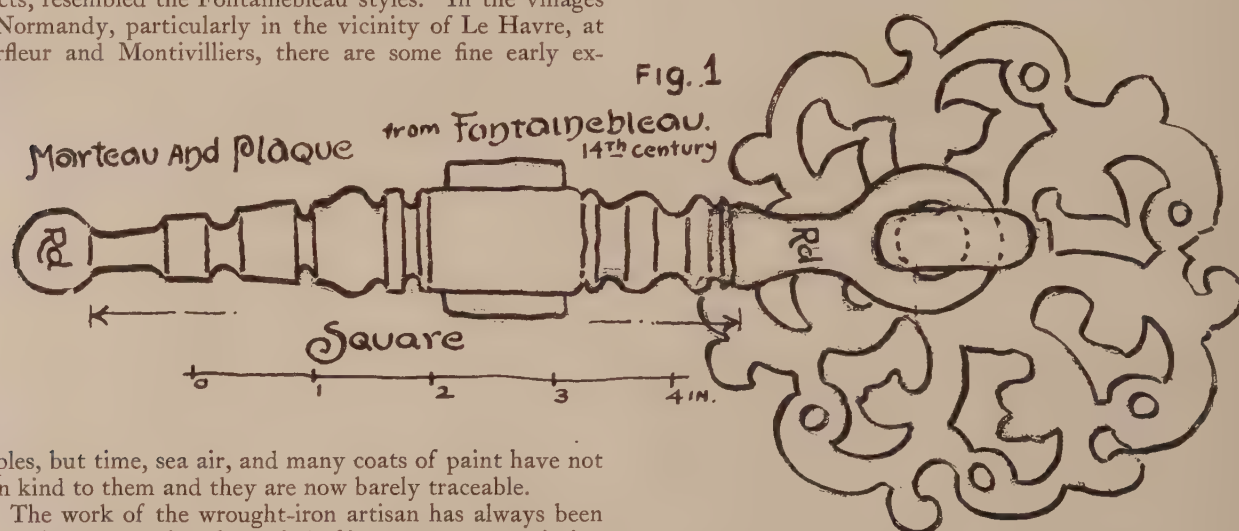 resembled the Fontainebleau styles. In the villages
Normandy, particularly in the vicinity of Le Havre, at
and Montivilliers, there are some fine early ex-
Fig. 1
Marteau And Plaque from Fontainebleau.
14Th century
Rd
Rd
Square
0 1 2 3 4 IN.
but time, sea air, and many coats of paint have not
kind to them and they are now barely traceable.
The work of the wrought-iron artisan has always been